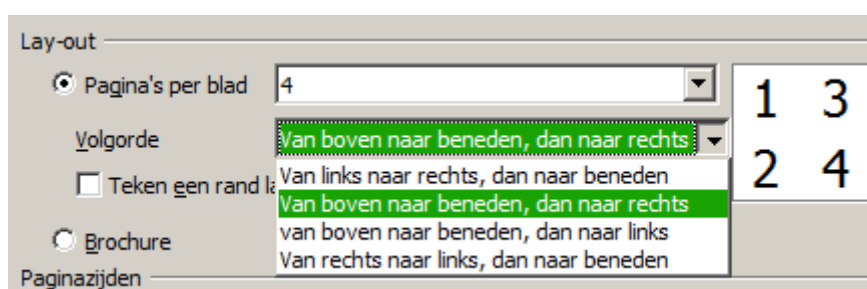 Lay-out
Pagina's per blad 4
1 3
Volgorde Van boven naar beneden, dan naar rechts
2 4
Teken een rand
Van links naar rechts, dan naar beneden
Van boven naar beneden, dan naar rechts
van boven naar beneden, dan naar links
Van rechts naar links, dan naar beneden
Brochure
Paginazijden